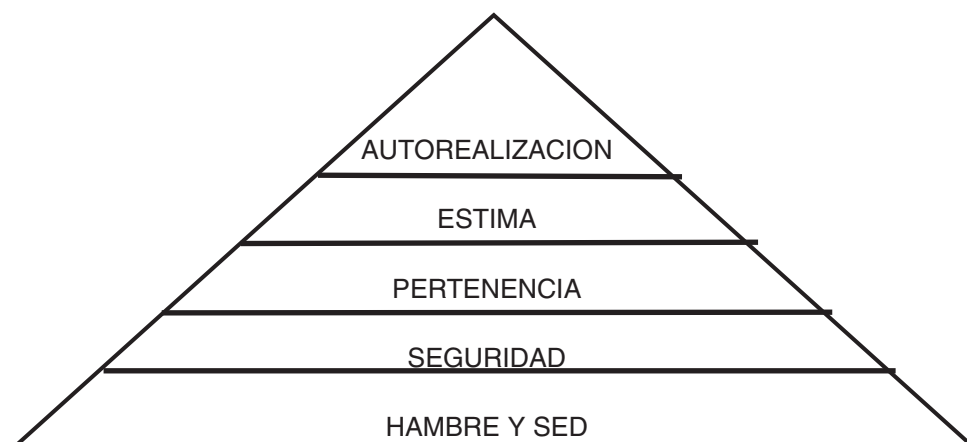 AUTOREALIZACION
ESTIMA
PERTENENCIA
SEGURIDAD
HAMBRE Y SED